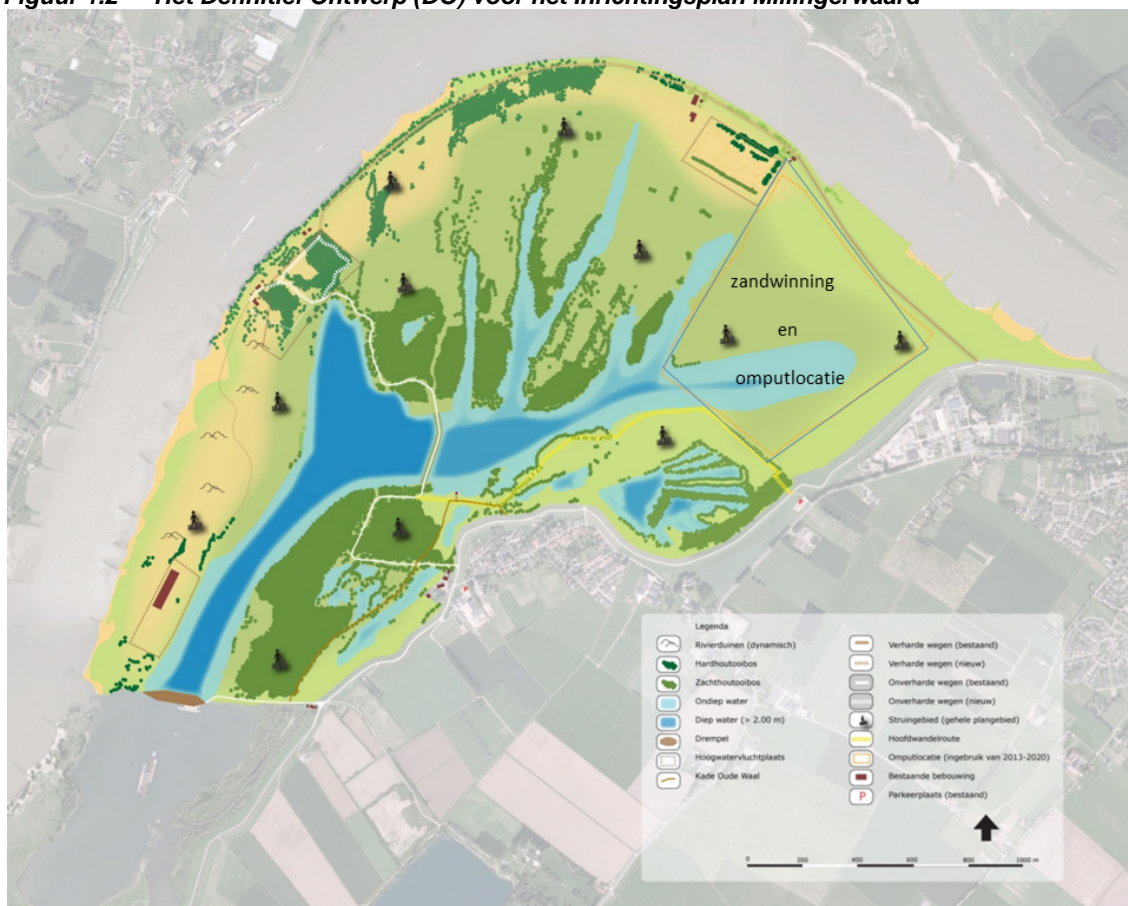 Figuur 4.2 Het Definitief Ontwerp (DO) voor het Inrichtingsplan Millingerwaard
zandwinning
en
omputlocatie
P
P
P
Legenda
Rivierduinen (dynamisch)
Hardhoutooibos
Zachthoutooibos
Ondiep water
Diep water (> 2.00 m)
Drempel
Hoogwatervluchtplaats
Kade Oude Waal
Verharde wegen (bestaand)
Verharde wegen (nieuw)
Onverharde wegen (bestaand)
Onverharde wegen (nieuw)
Struingebied (gehele plangebied)
Hoofdwandelroute
Omputlocatie (ingebruik van 2013-2020)
Bestaande bebouwing
P Parkeerplaats (bestaand)
0 200 400 600 800 1000 m